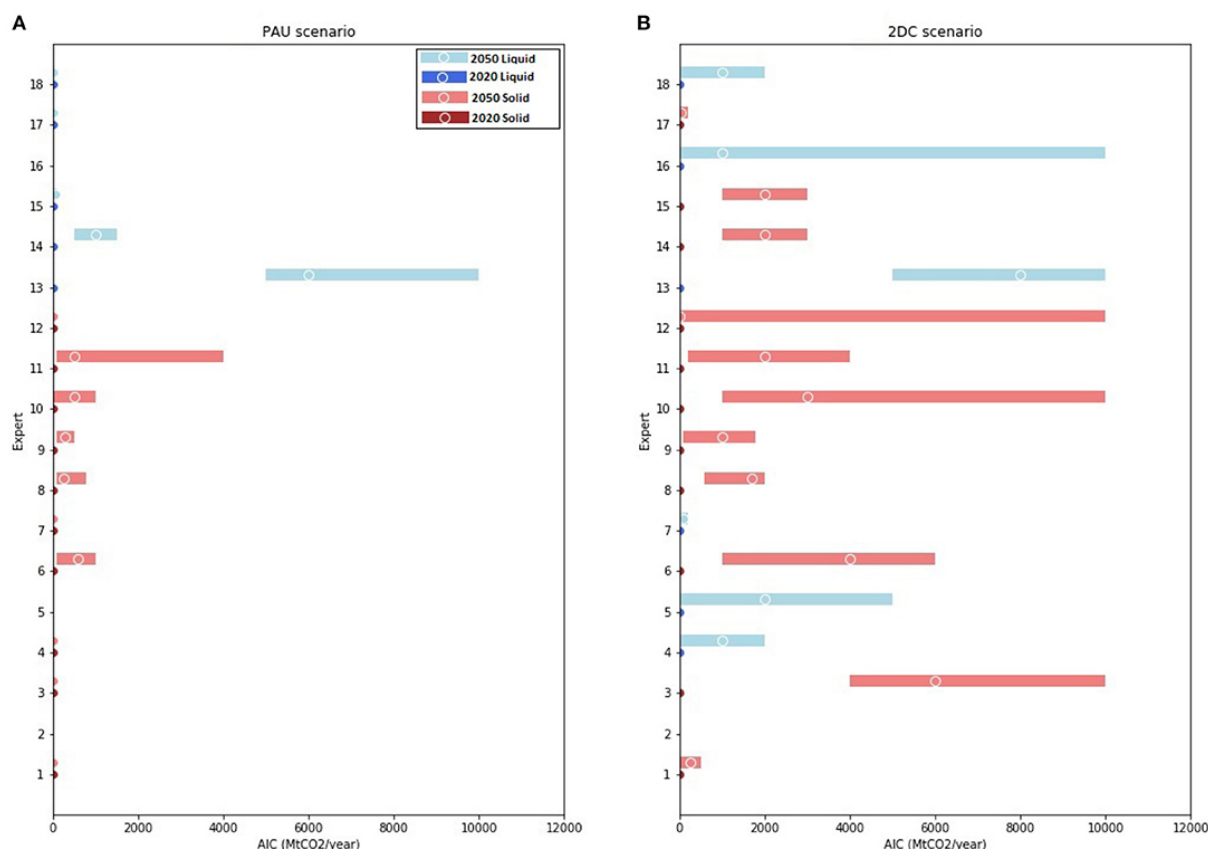 A
PAU scenario
2050 Liquid
2020 Liquid
2050 Solid
2020 Solid
Expert
18
17
16
15
14
13
12
11
10
9
8
7
6
5
4
3
2
1
0 2000 4000 6000 8000 10000 12000
AIC (MtCO2/year)
B
2DC scenario
Expert
18
17
16
15
14
13
12
11
10
9
8
7
6
5
4
3
2
1
0 2000 4000 6000 8000 10000 12000
AIC (MtCO2/year)